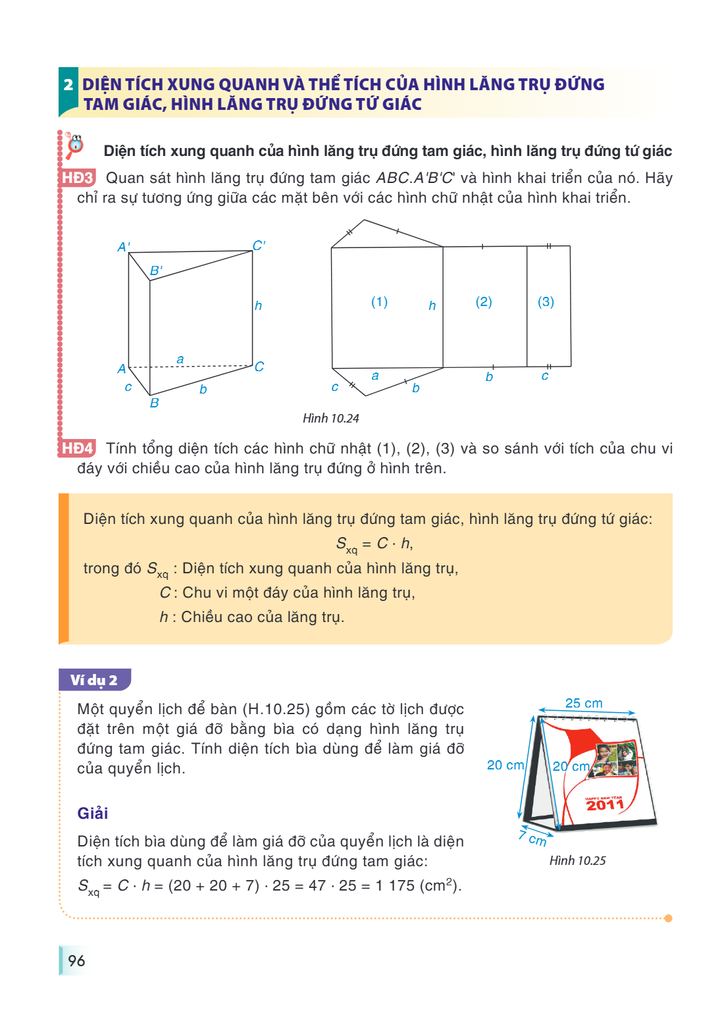 2 DIỆN TÍCH XUNG QUANH VÀ THỂ TÍCH CỦA HÌNH LĂNG TRỤ ĐỨNG
TAM GIÁC, HÌNH LĂNG TRỤ ĐỨNG TỨ GIÁC
Diện tích xung quanh của hình lăng trụ đứng tam giác, hình lăng trụ đứng tứ giác
HĐ3 Quan sát hình lăng trụ đứng tam giác ABC.A'B'C' và hình khai triển của nó. Hãy
chỉ ra sự tương ứng giữa các mặt bên với các hình chữ nhật của hình khai triển.
A'
C'
B'
h
a
A
C
c
b
B
(1)
h
(2)
(3)
a
c
b
b
c
Hình 10.24
HĐ4 Tính tổng diện tích các hình chữ nhật (1), (2), (3) và so sánh với tích của chu vi
đáy với chiều cao của hình lăng trụ đứng ở hình trên.
Diện tích xung quanh của hình lăng trụ đứng tam giác, hình lăng trụ đứng tứ giác:
Sxq = C · h,
trong đó Sxq : Diện tích xung quanh của hình lăng trụ,
C : Chu vi một đáy của hình lăng trụ,
h : Chiều cao của lăng trụ.
Ví dụ 2
Một quyển lịch để bàn (H.10.25) gồm các tờ lịch được
đặt trên một giá đỡ bằng bìa có dạng hình lăng trụ
đứng tam giác. Tính diện tích bìa dùng để làm giá đỡ
của quyển lịch.
Giải
Diện tích bìa dùng để làm giá đỡ của quyển lịch là diện
tích xung quanh của hình lăng trụ đứng tam giác:
Sxq = C · h = (20 + 20 + 7) · 25 = 47 · 25 = 1 175 (cm²).
25 cm
20 cm
20 cm
HAPPY NEW YEAR
2011
7 cm
Hình 10.25
96